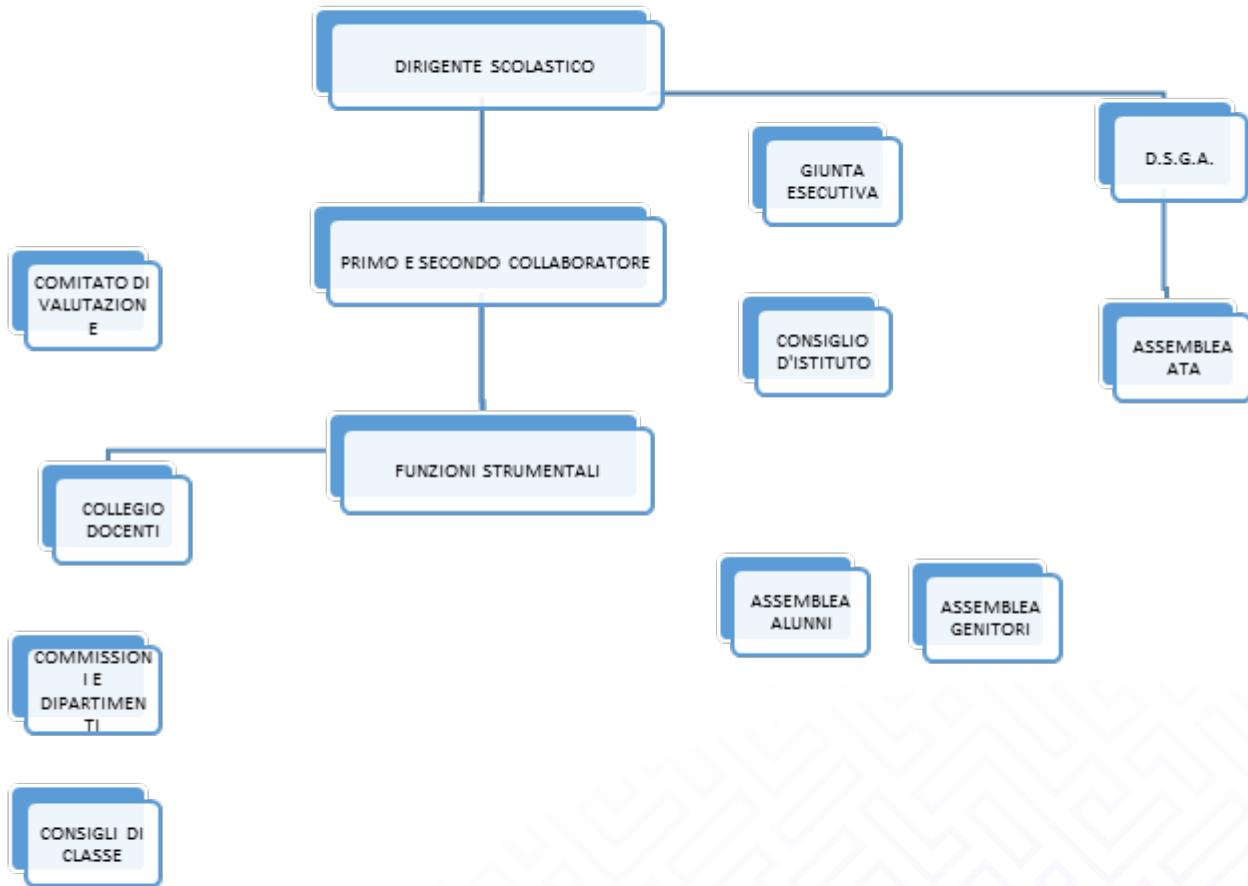 DIRIGENTE SCOLASTICO
GIUNTA
ESECUTIVA
D.S.G.A.
PRIMO E SECONDO COLLABORATORE
COMITATO DI
VALUTAZION
E
CONSIGLIO
D'ISTITUTO
ASSEMBLEA
ATA
FUNZIONI STRUMENTALI
COLLEGIO
DOCENTI
ASSEMBLEA
ALUNNI
ASSEMBLEA
GENITORI
COMMISSION
I E
DIPARTIMEN
TI
CONSIGLI DI
CLASSE